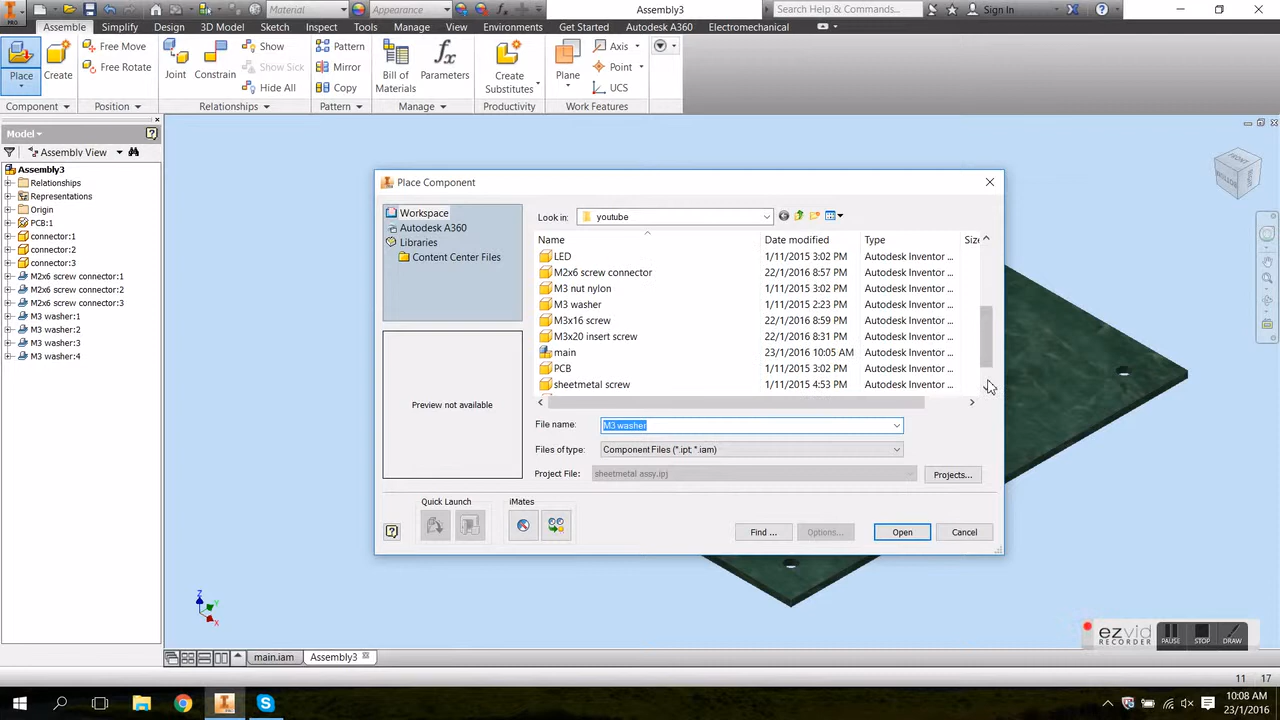 PRO
Material
Appearance
Assembly3
Search Help & Commands...
Sign In
Assemble Simplify Design 3D Model Sketch Inspect Tools Manage View Environments Get Started Autodesk A360 Electromechanical
Place
Create
Free Move
Free Rotate
Joint
Constrain
Show
Show Sick
Hide All
Pattern
Mirror
Copy
Bill of
Materials
Parameters
Create
Substitutes
Plane
Axis
Point
UCS
Component Position Relationships Pattern Manage Productivity Work Features
Model
Assembly View
Assembly3
Relationships
Representations
Origin
PCB:1
connector:1
connector:2
connector:3
M2x6 screw connector:1
M2x6 screw connector:2
M2x6 screw connector:3
M3 washer:1
M3 washer:2
M3 washer:3
M3 washer:4
Place Component
Workspace
Autodesk A360
Libraries
Content Center Files
Preview not available
Look in: youtube
Name Date modified Type Size
LED 1/11/2015 3:02 PM Autodesk Inventor ...
M2x6 screw connector 22/1/2016 8:57 PM Autodesk Inventor ...
M3 nut nylon 1/11/2015 3:02 PM Autodesk Inventor ...
M3 washer 1/11/2015 2:23 PM Autodesk Inventor ...
M3x16 screw 22/1/2016 8:59 PM Autodesk Inventor ...
M3x20 insert screw 22/1/2016 8:31 PM Autodesk Inventor ...
main 23/1/2016 10:05 AM Autodesk Inventor ...
PCB 1/11/2015 3:02 PM Autodesk Inventor ...
sheetmetal screw 1/11/2015 4:53 PM Autodesk Inventor ...
File name: M3 washer
Files of type: Component Files (*.ipt; *.iam)
Project File: sheetmetal assy.ipj Projects...
Quick Launch iMates
Find ... Options... Open Cancel
FRONT
BOTTOM
Z
Y
X
ezvid
RECORDER
PAUSE STOP DRAW
main.iam Assembly3
11 17
10:08 AM
23/1/2016